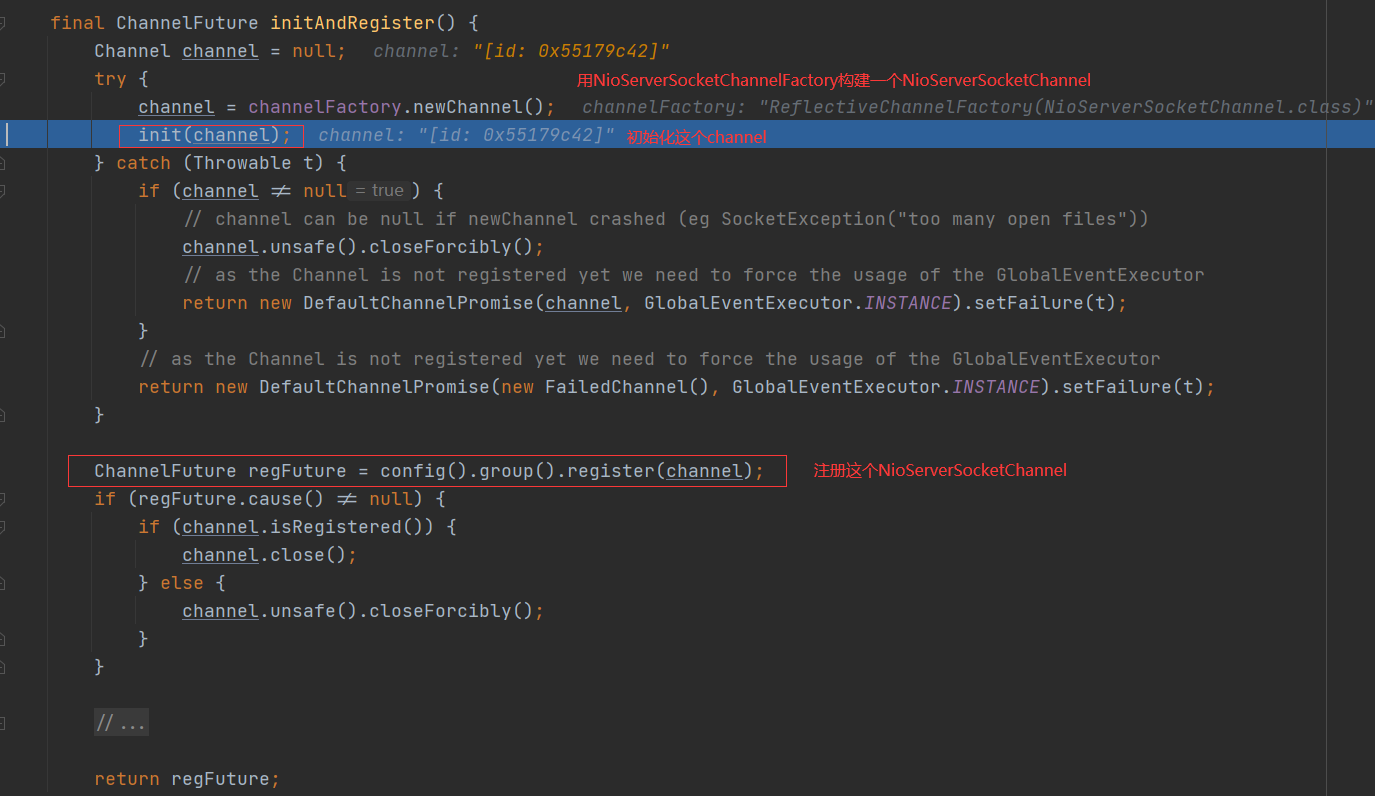 final ChannelFuture initAndRegister() {
Channel channel = null; channel: "[id: 0x55179c42]"
try { 用NioServerSocketChannelFactory构建一个NioServerSocketChannel
channel = channelFactory.newChannel(); channelFactory: "ReflectiveChannelFactory(NioServerSocketChannel.class)"
init(channel); channel: "[id: 0x55179c42]" 初始化这个channel
} catch (Throwable t) {
if (channel ≠ null = true ) {
// channel can be null if newChannel crashed (eg SocketException("too many open files"))
channel.unsafe().closeForcibly();
// as the Channel is not registered yet we need to force the usage of the GlobalEventExecutor
return new DefaultChannelPromise(channel, GlobalEventExecutor.INSTANCE).setFailure(t);
}
// as the Channel is not registered yet we need to force the usage of the GlobalEventExecutor
return new DefaultChannelPromise(new FailedChannel(), GlobalEventExecutor.INSTANCE).setFailure(t);
}
ChannelFuture regFuture = config().group().register(channel); 注册这个NioServerSocketChannel
if (regFuture.cause() ≠ null) {
if (channel.isRegistered()) {
channel.close();
} else {
channel.unsafe().closeForcibly();
}
}
// ...
return regFuture;